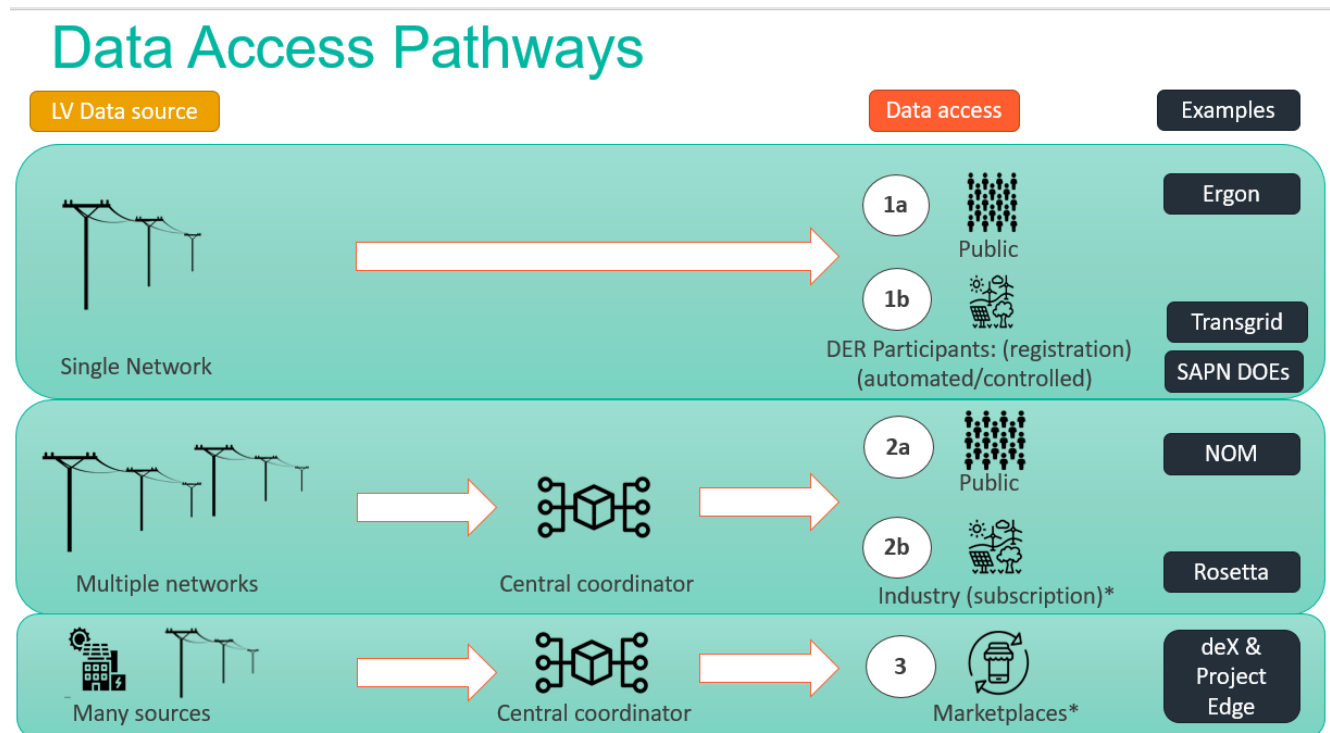 Data Access Pathways
LV Data source
Data access
Examples
1a
Public
Ergon
1b
DER Participants: (registration)
(automated/controlled)
Transgrid
SAPN DOEs
Single Network
2a
Public
NOM
2b
Industry (subscription)*
Rosetta
Multiple networks
Central coordinator
3
Marketplaces*
deX &
Project
Edge
Many sources
Central coordinator